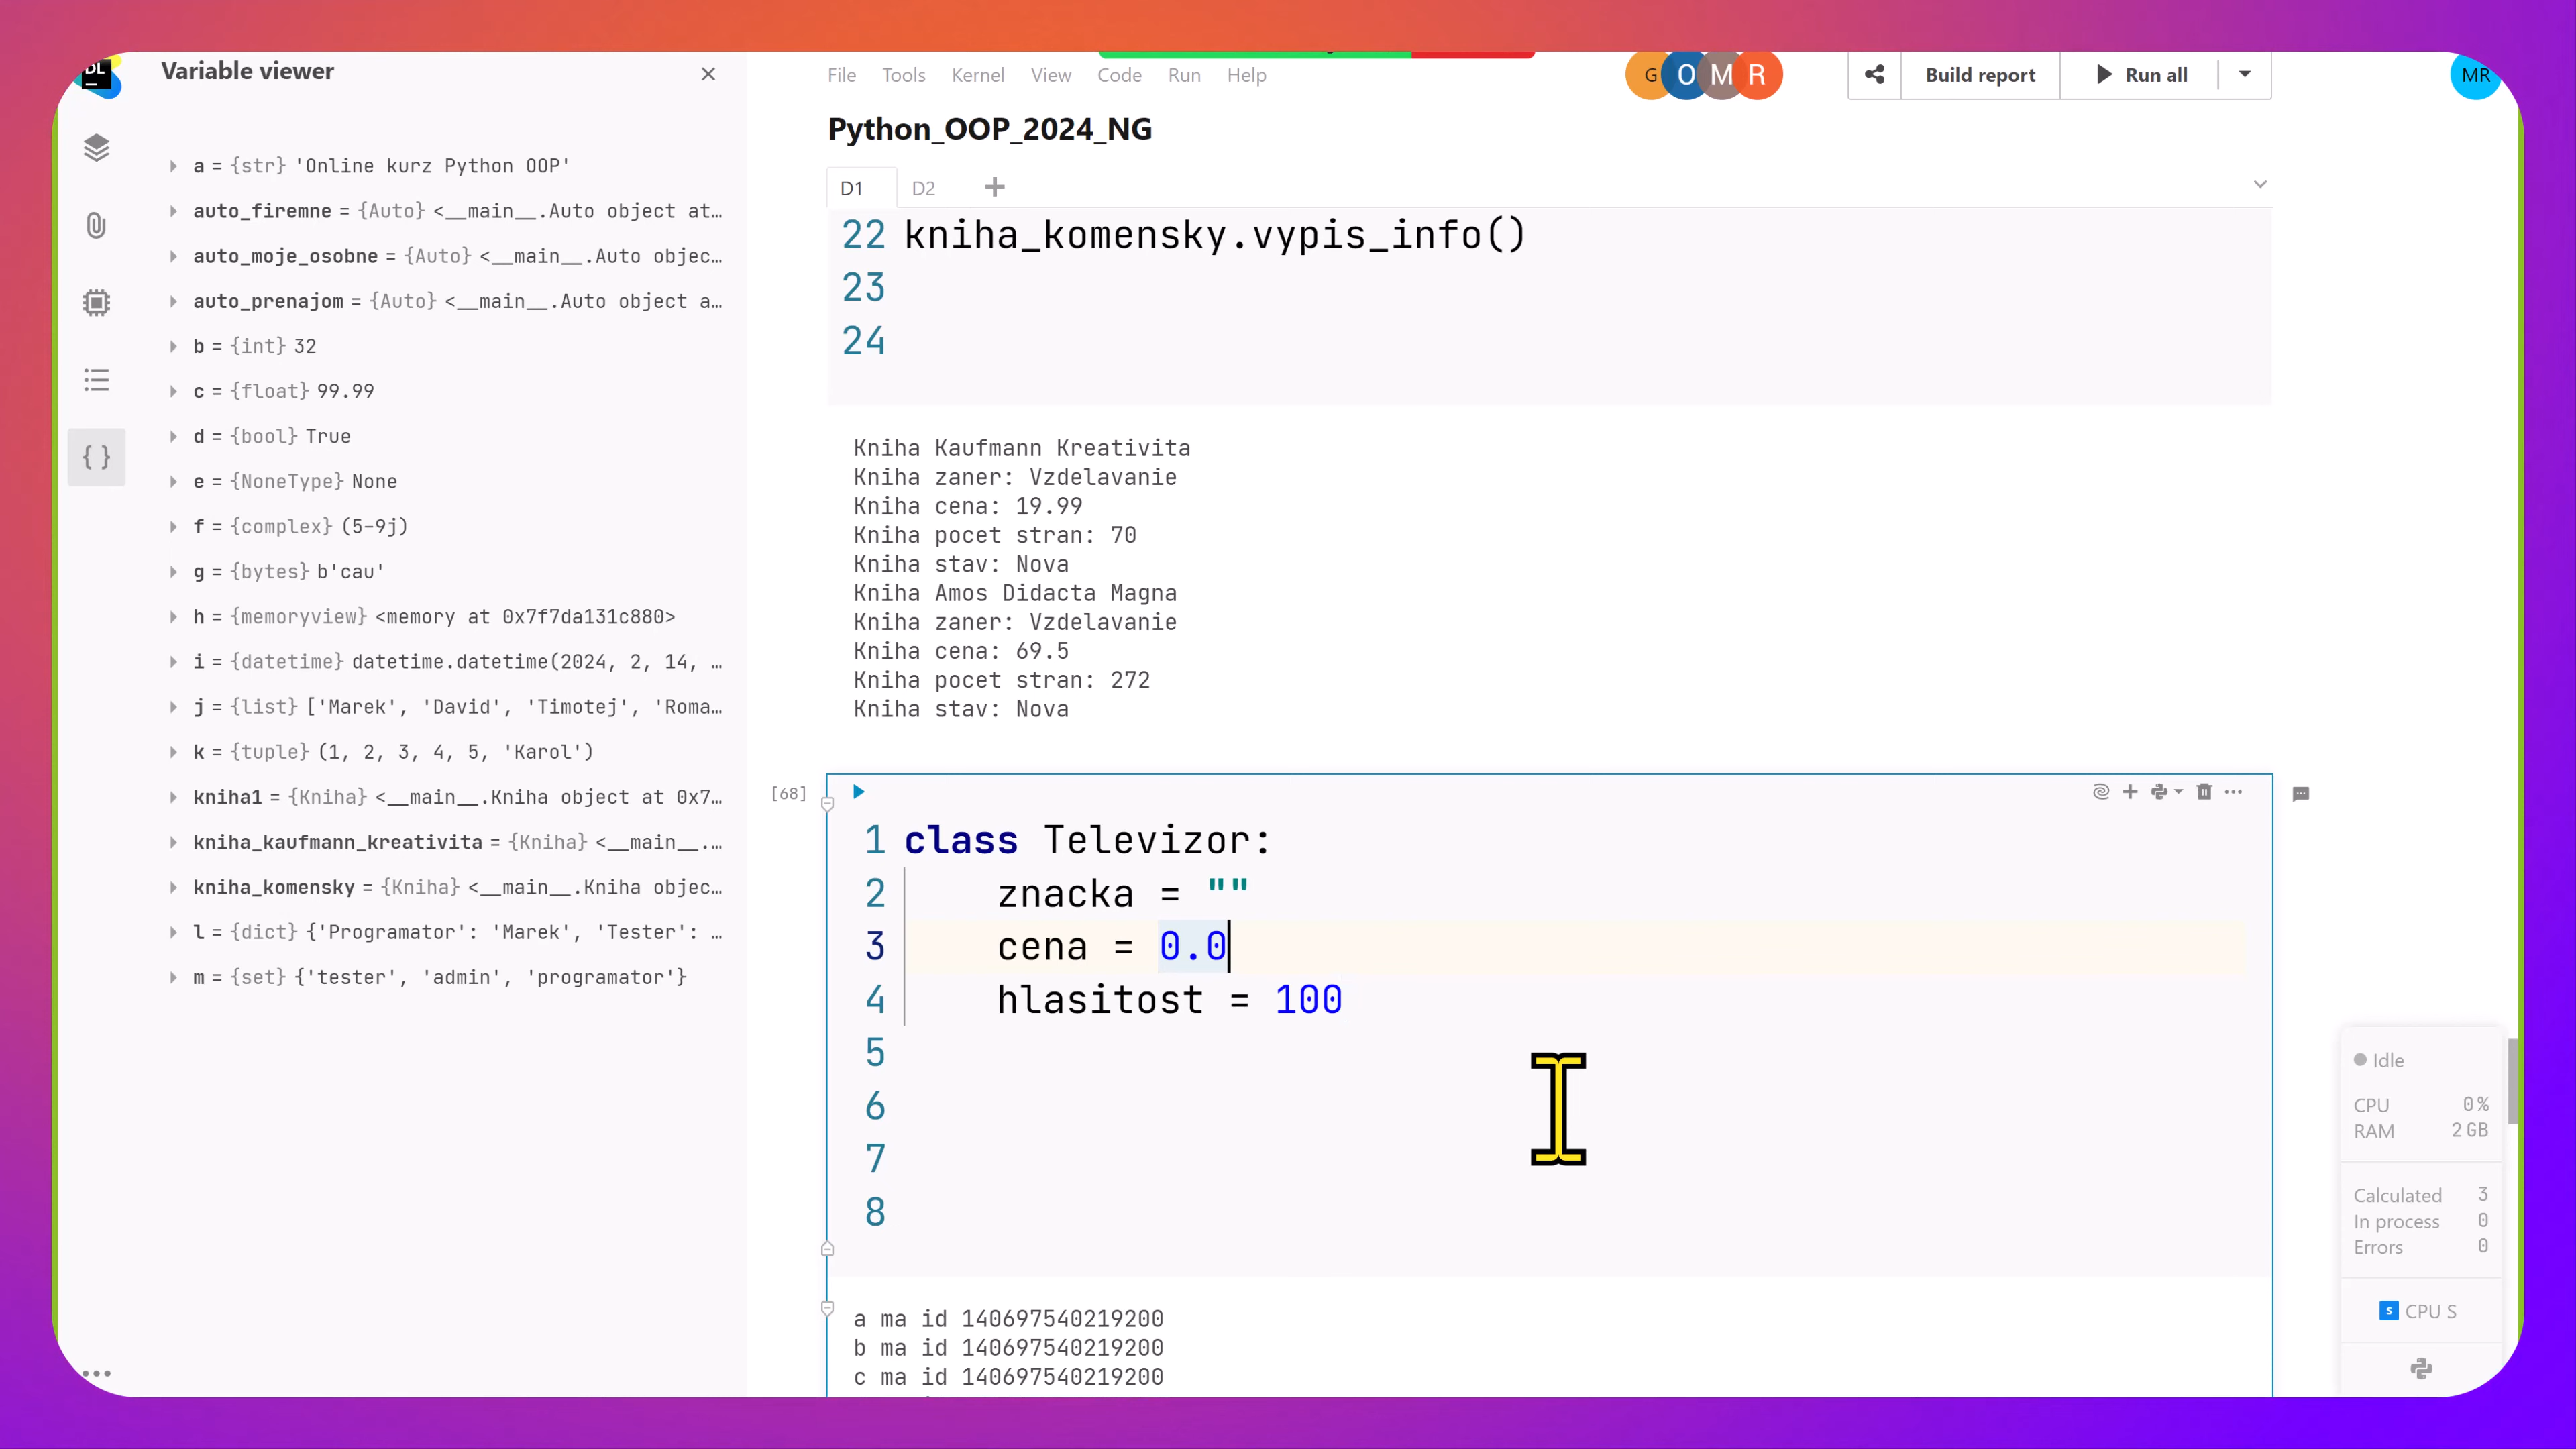 DL
Variable viewer
a = {str} 'Online kurz Python OOP'
auto_firemne = {Auto} <__main__.Auto object at…
auto_moje_osobne = {Auto} <__main__.Auto objec…
auto_prenajom = {Auto} <__main__.Auto object a…
b = {int} 32
c = {float} 99.99
d = {bool} True
e = {NoneType} None
f = {complex} (5-9j)
g = {bytes} b'cau'
h = {memoryview} <memory at 0x7f7da131c880>
i = {datetime} datetime.datetime(2024, 2, 14, …
j = {list} ['Marek', 'David', 'Timotej', 'Roma…
k = {tuple} (1, 2, 3, 4, 5, 'Karol')
kniha1 = {Kniha} <__main__.Kniha object at 0x7…
kniha_kaufmann_kreativita = {Kniha} <__main__.…
kniha_komensky = {Kniha} <__main__.Kniha objec…
l = {dict} {'Programator': 'Marek', 'Tester': …
m = {set} {'tester', 'admin', 'programator'}
File Tools Kernel View Code Run Help
G O M R
Build report
Run all
MR
Python_OOP_2024_NG
D1 D2
22 kniha_komensky.vypis_info()
23
24
Kniha Kaufmann Kreativita
Kniha zaner: Vzdelavanie
Kniha cena: 19.99
Kniha pocet stran: 70
Kniha stav: Nova
Kniha Amos Didacta Magna
Kniha zaner: Vzdelavanie
Kniha cena: 69.5
Kniha pocet stran: 272
Kniha stav: Nova
[68]
1 class Televizor:
2 znacka = ""
3 cena = 0.0
4 hlasitost = 100
5
6
7
8
a ma id 140697540219200
b ma id 140697540219200
c ma id 140697540219200
Idle
CPU 0 %
RAM 2 GB
Calculated 3
In process 0
Errors 0
S CPU S